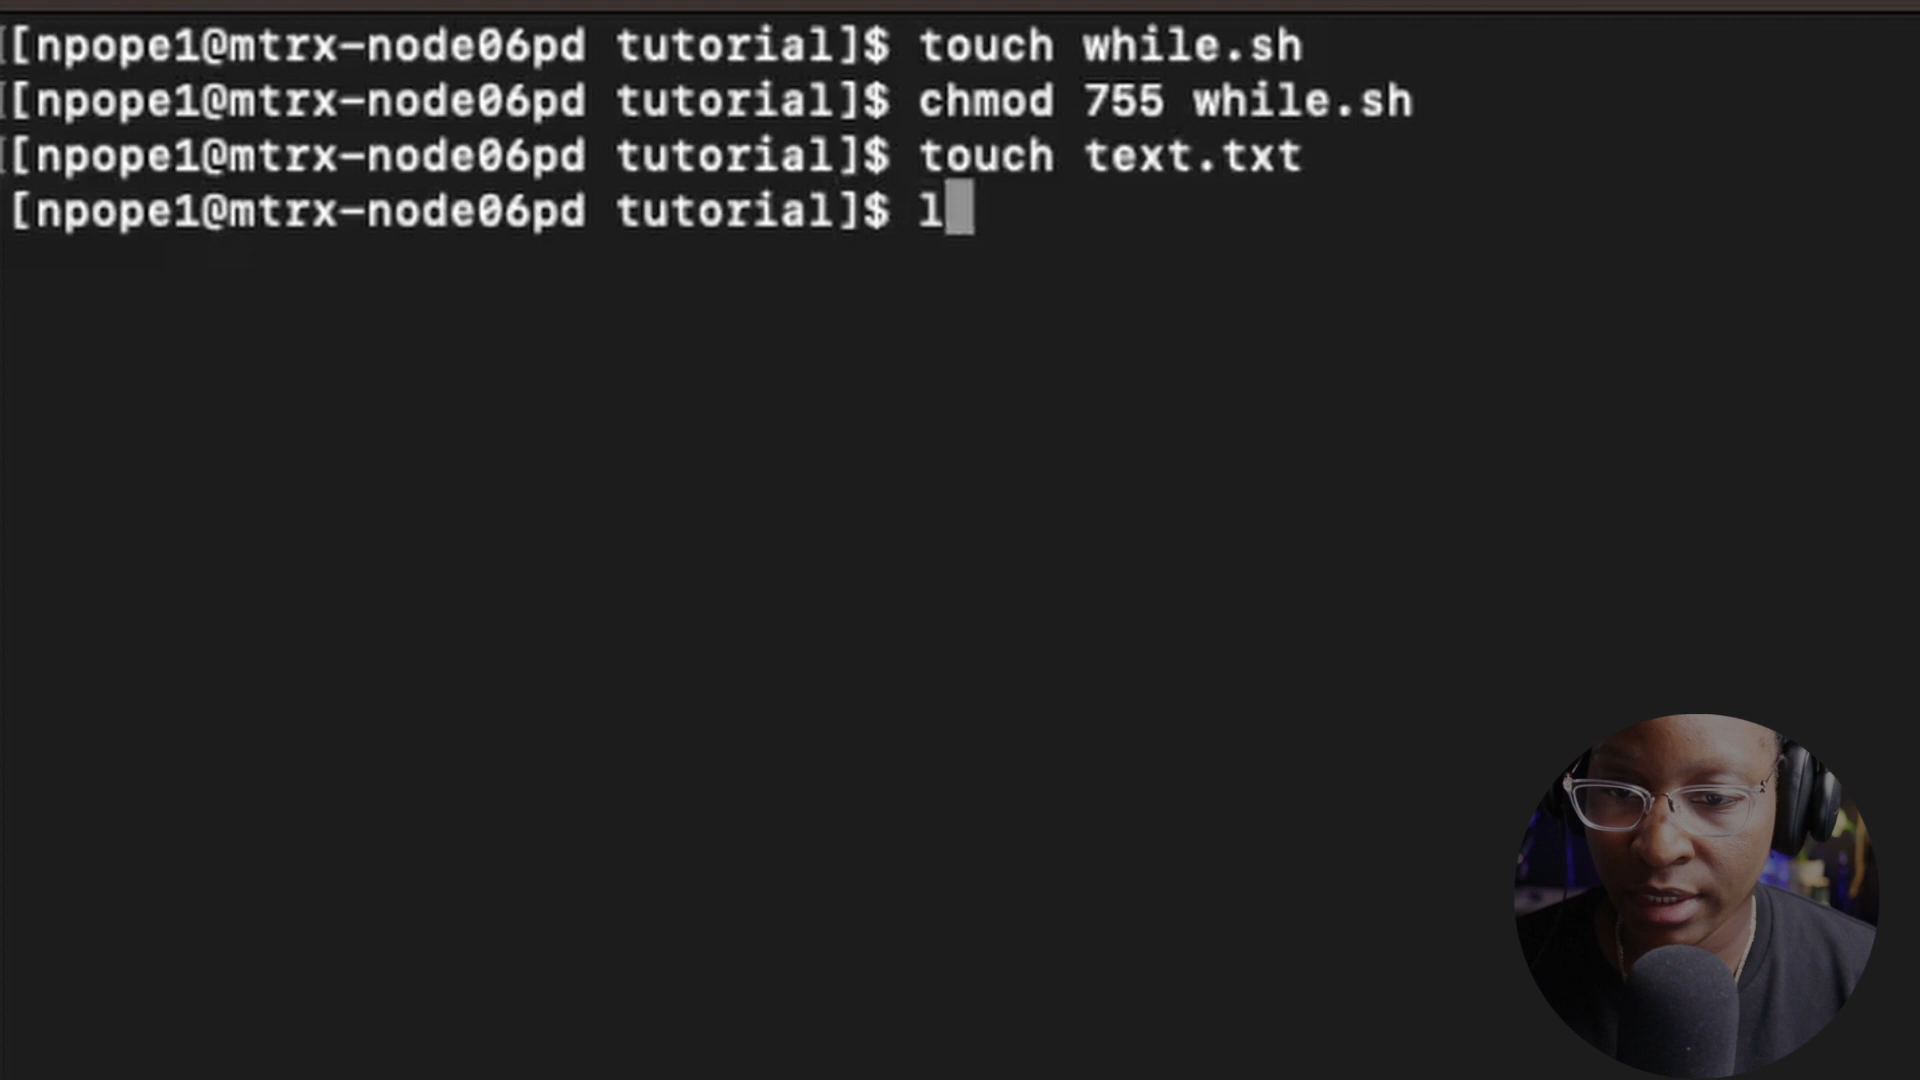 [[npope1@mtrx-node06pd tutorial]$ touch while.sh
[[npope1@mtrx-node06pd tutorial]$ chmod 755 while.sh
[[npope1@mtrx-node06pd tutorial]$ touch text.txt
[npope1@mtrx-node06pd tutorial]$ l